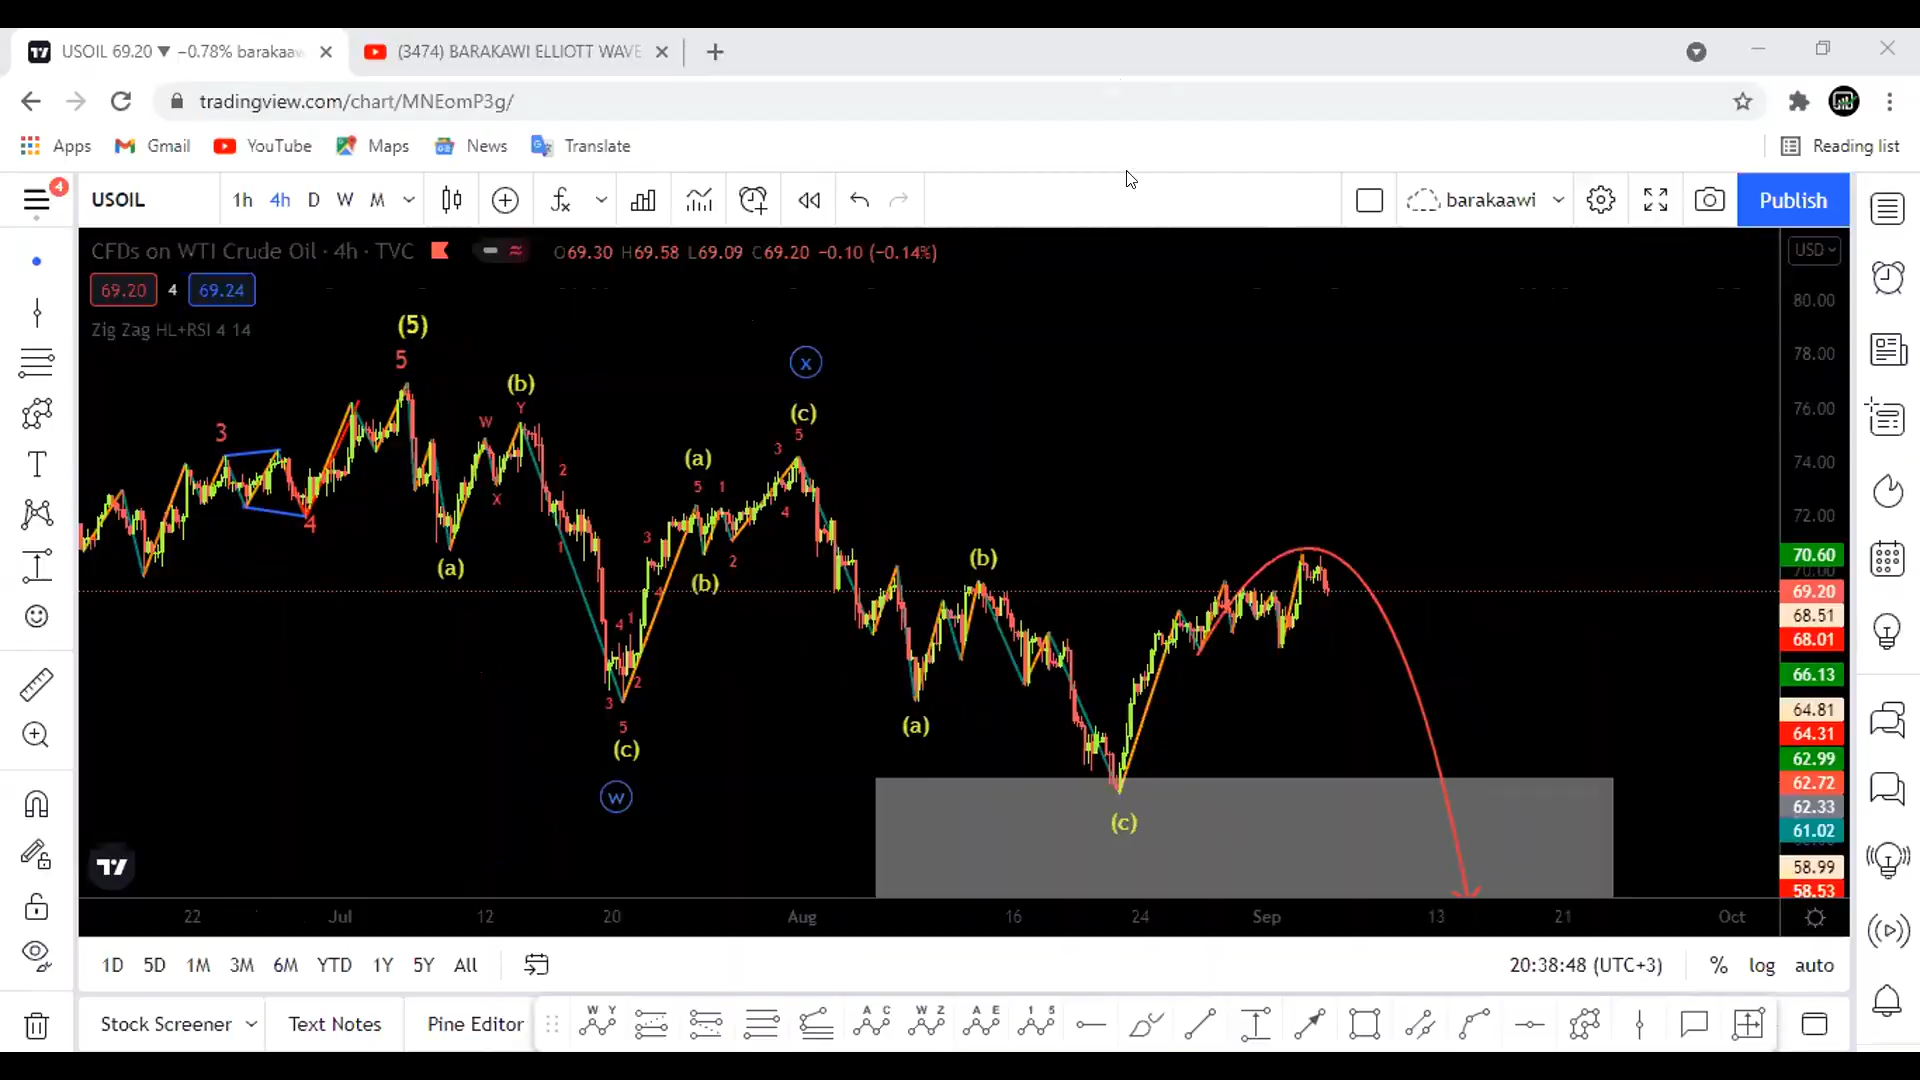 USOIL 69.20 ▼ −0.78% barakaaw
(3474) BARAKAWI ELLIOTT WAVE
tradingview.com/chart/MNEomP3g/
Apps Gmail YouTube Maps News Translate Reading list
4
USOIL 1h 4h D W M barakaawi Publish
CFDs on WTI Crude Oil · 4h · TVC O69.30 H69.58 L69.09 C69.20 −0.10 (−0.14%) USD
69.20 4 69.24
Zig Zag HL+RSI 4 14
(5)
5
3
4
(a)
(b)
Y
W
X
2
1
3
4
1
2
3
5
(c)
w
(a)
5
1
3
4
(b)
2
x
(c)
5
3
4
(a)
(b)
(c)
80.00
78.00
76.00
74.00
72.00
70.60
70.00
69.20
68.51
68.01
66.13
64.81
64.31
62.99
62.72
62.33
61.02
58.99
58.53
22 Jul 12 20 Aug 16 24 Sep 13 21 Oct
1D 5D 1M 3M 6M YTD 1Y 5Y All 20:38:48 (UTC+3) % log auto
Stock Screener Text Notes Pine Editor W Y A C W Z A E 1 5